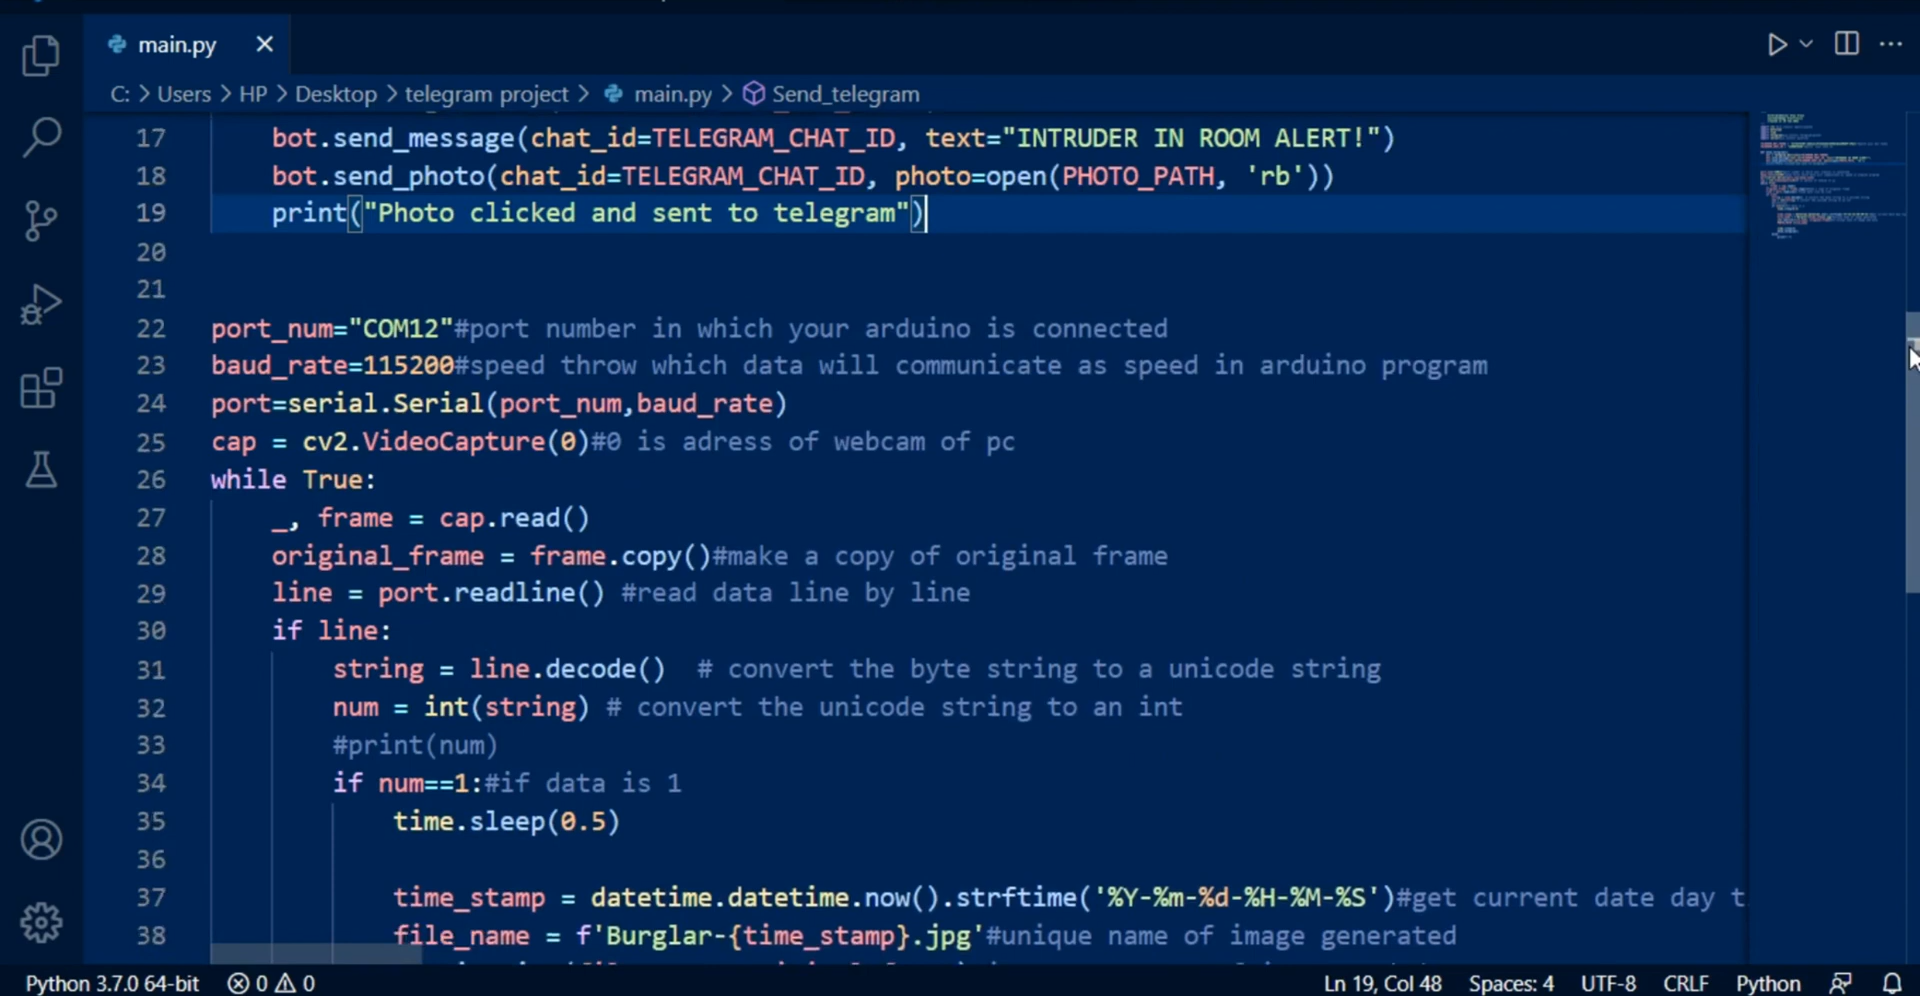 main.py
C: > Users > HP > Desktop > telegram project > main.py > Send_telegram
17 bot.send_message(chat_id=TELEGRAM_CHAT_ID, text="INTRUDER IN ROOM ALERT!")
18 bot.send_photo(chat_id=TELEGRAM_CHAT_ID, photo=open(PHOTO_PATH, 'rb'))
19 print("Photo clicked and sent to telegram")
20
21
22 port_num="COM12"#port number in which your arduino is connected
23 baud_rate=115200#speed throw which data will communicate as speed in arduino program
24 port=serial.Serial(port_num,baud_rate)
25 cap = cv2.VideoCapture(0)#0 is adress of webcam of pc
26 while True:
27 _, frame = cap.read()
28 original_frame = frame.copy()#make a copy of original frame
29 line = port.readline() #read data line by line
30 if line:
31 string = line.decode()  # convert the byte string to a unicode string
32 num = int(string) # convert the unicode string to an int
33 #print(num)
34 if num==1:#if data is 1
35 time.sleep(0.5)
36
37 time_stamp = datetime.datetime.now().strftime('%Y-%m-%d-%H-%M-%S')#get current date day t
38 file_name = f'Burglar-{time_stamp}.jpg'#unique name of image generated
Python 3.7.0 64-bit 0 0 Ln 19, Col 48 Spaces: 4 UTF-8 CRLF Python